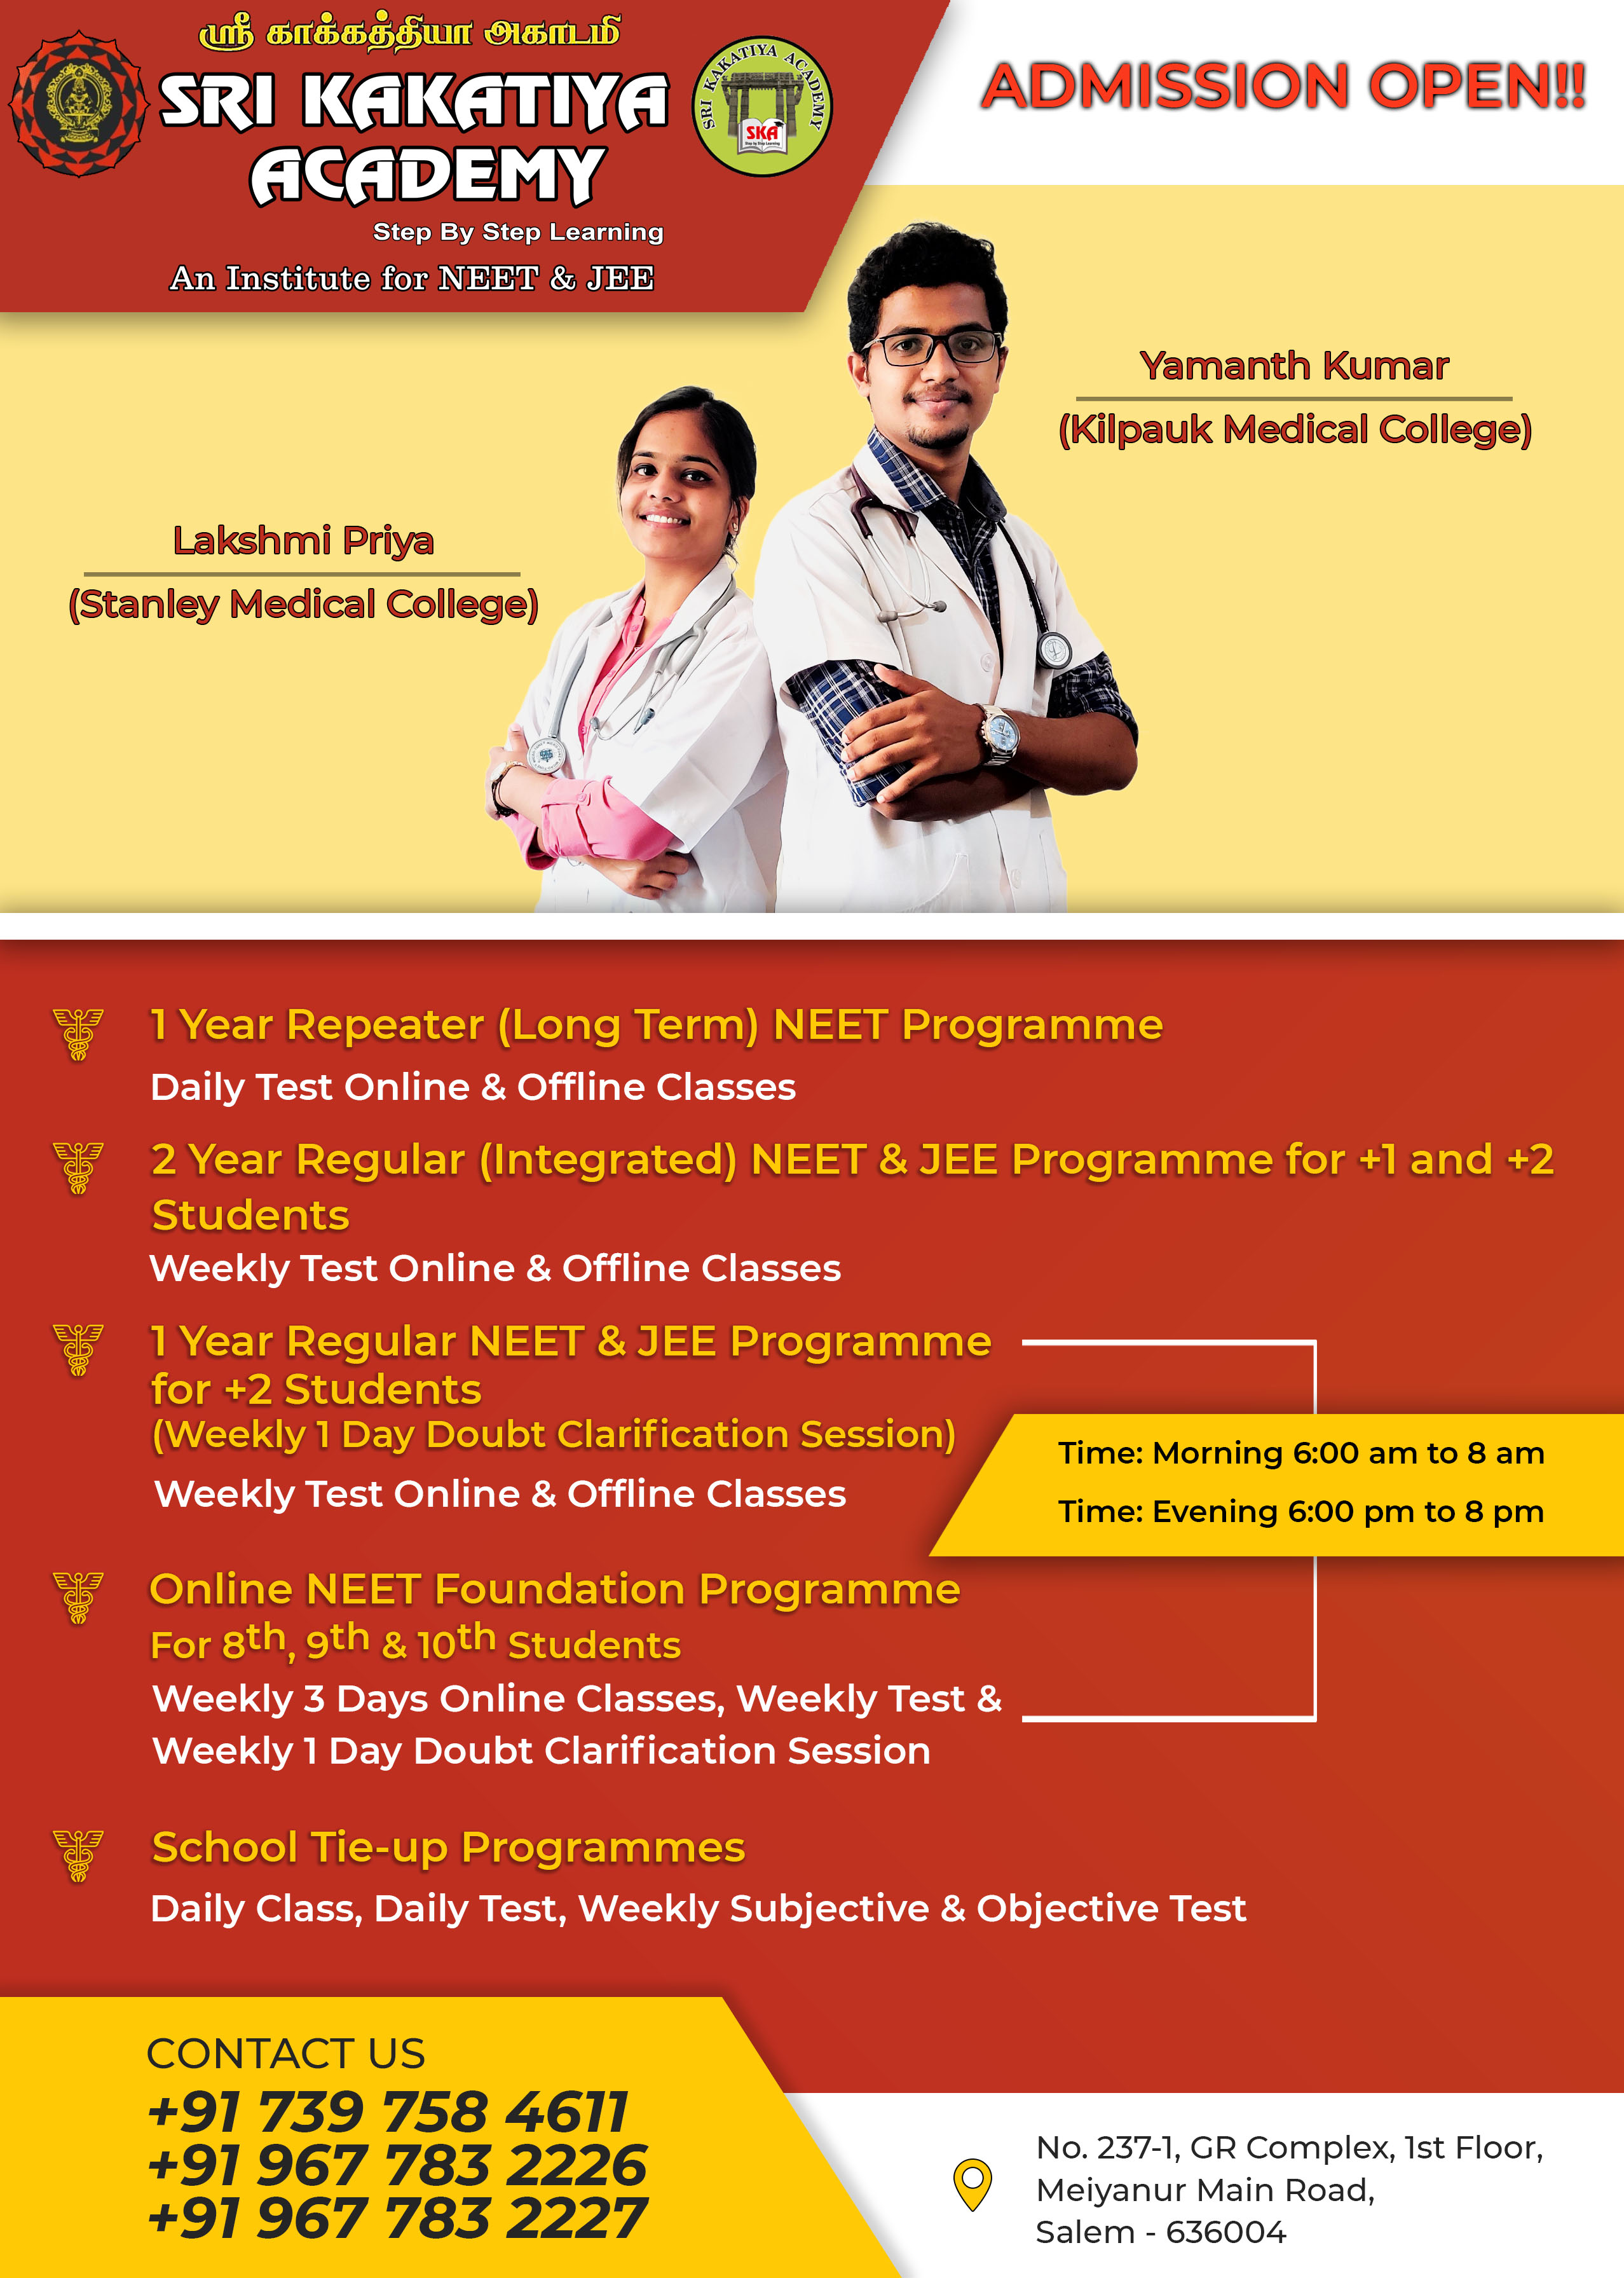 ஸ்ரீ காக்கத்தியா அகாடமி
SRI KAKATIYA
ACADEMY
Step By Step Learning
An Institute for NEET & JEE
SRI KAKATIYA ACADEMY
SKA
Step by Step Learning
ADMISSION OPEN!!
Yamanth Kumar
(Kilpauk Medical College)
Lakshmi Priya
(Stanley Medical College)
1 Year Repeater (Long Term) NEET Programme
Daily Test Online & Offline Classes
2 Year Regular (Integrated) NEET & JEE Programme for +1 and +2
Students
Weekly Test Online & Offline Classes
1 Year Regular NEET & JEE Programme
for +2 Students
(Weekly 1 Day Doubt Clarification Session)
Weekly Test Online & Offline Classes
Time: Morning 6:00 am to 8 am
Time: Evening 6:00 pm to 8 pm
Online NEET Foundation Programme
For 8th, 9th & 10th Students
Weekly 3 Days Online Classes, Weekly Test &
Weekly 1 Day Doubt Clarification Session
School Tie-up Programmes
Daily Class, Daily Test, Weekly Subjective & Objective Test
CONTACT US
+91 739 758 4611
+91 967 783 2226
+91 967 783 2227
No. 237-1, GR Complex, 1st Floor,
Meiyanur Main Road,
Salem - 636004